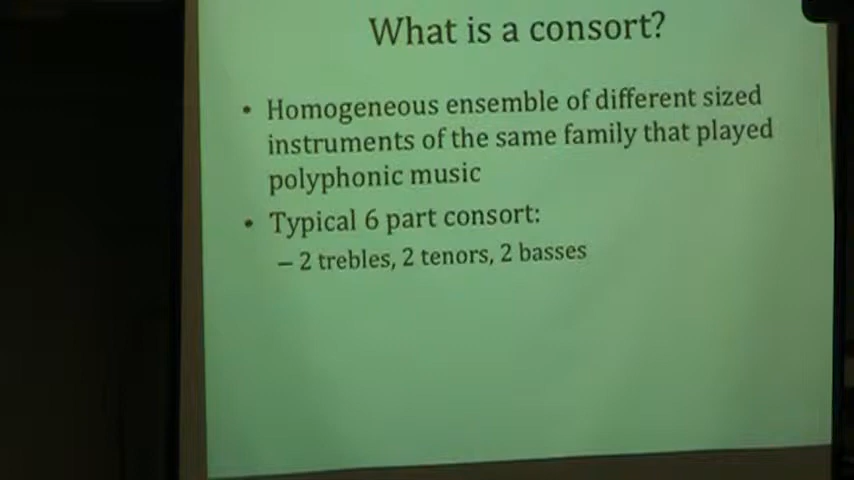 What is a consort?
• Homogeneous ensemble of different sized
instruments of the same family that played
polyphonic music
• Typical 6 part consort:
– 2 trebles, 2 tenors, 2 basses